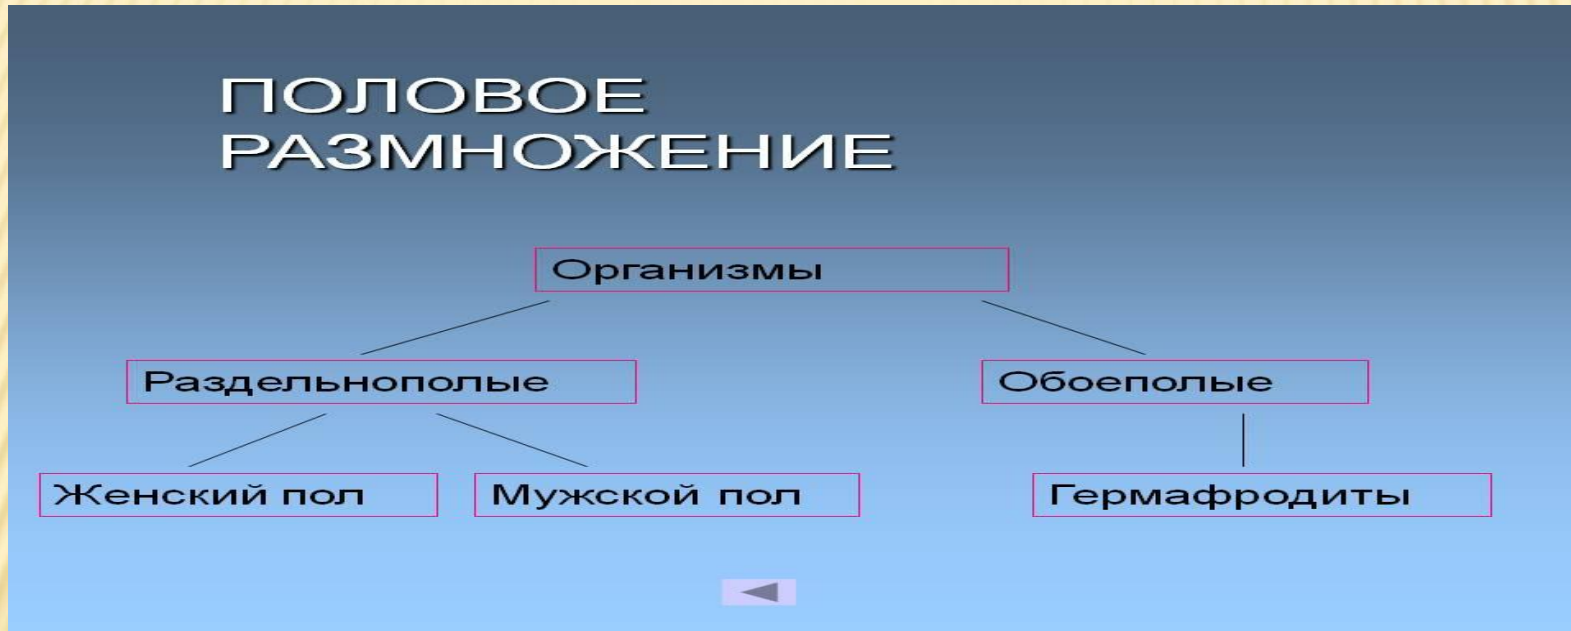 ПОЛОВОЕ
РАЗМНОЖЕНИЕ
Организмы
Раздельнополые
Обоеполые
Женский пол
Мужской пол
Гермафродиты